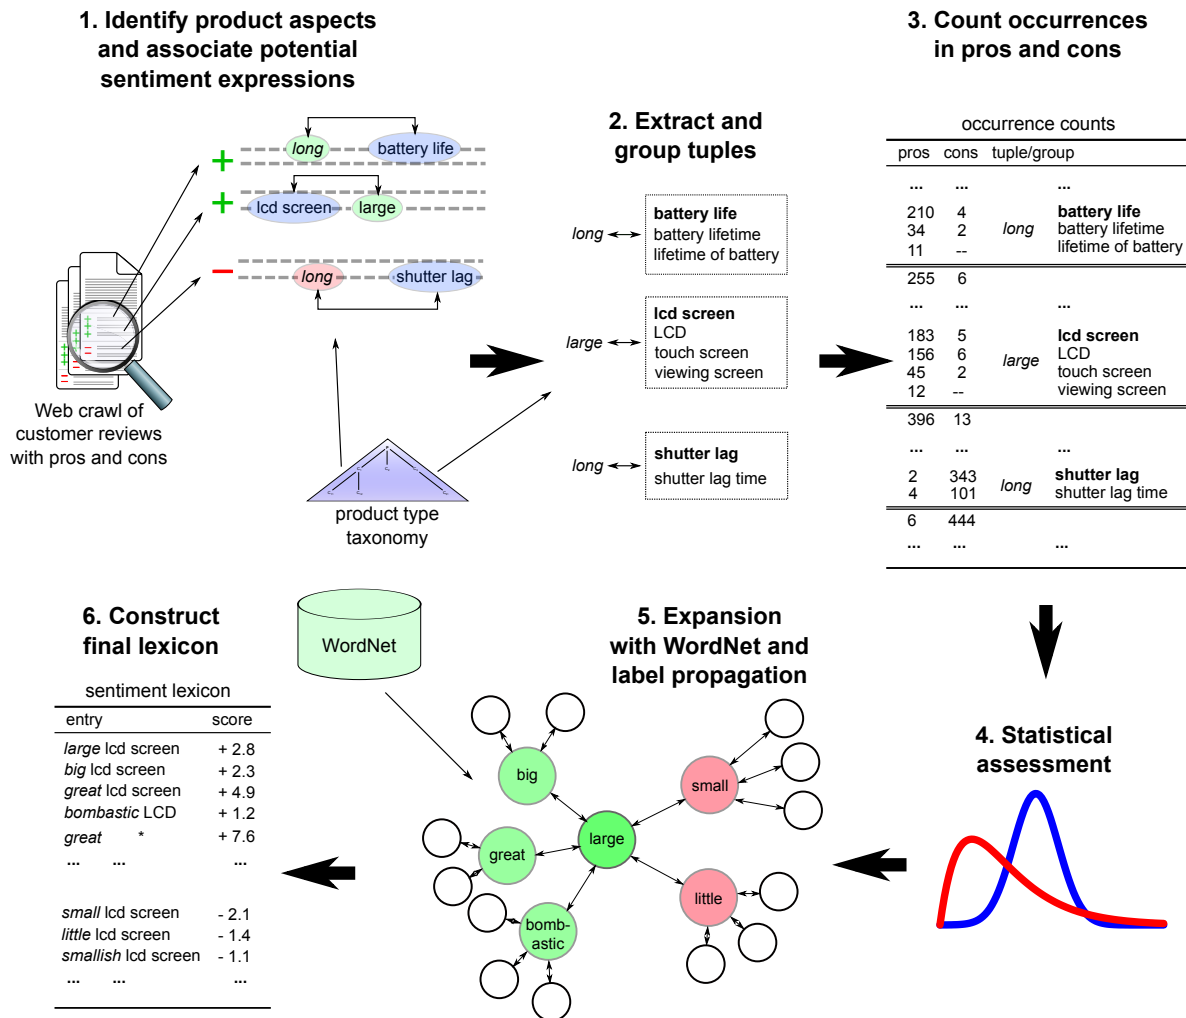 1. Identify product aspects
and associate potential
sentiment expressions
+ long battery life
+ lcd screen large
− long shutter lag
Web crawl of
customer reviews
with pros and cons
product type
taxonomy
2. Extract and
group tuples
long
battery life
battery lifetime
lifetime of battery
large
lcd screen
LCD
touch screen
viewing screen
long
shutter lag
shutter lag time
3. Count occurrences
in pros and cons
occurrence counts
pros cons tuple/group
... ... ...
210 4 battery life
34 2 long battery lifetime
11 -- lifetime of battery
255 6
... ... ...
183 5 lcd screen
156 6 large LCD
45 2 touch screen
12 -- viewing screen
396 13
... ... ...
2 343 long shutter lag
4 101 shutter lag time
6 444
... ... ...
4. Statistical
assessment
5. Expansion
with WordNet and
label propagation
WordNet
big
small
large
great
little
bomb-
astic
6. Construct
final lexicon
sentiment lexicon
entry score
large lcd screen + 2.8
big lcd screen + 2.3
great lcd screen + 4.9
bombastic LCD + 1.2
great * + 7.6
... ... ...
small lcd screen - 2.1
little lcd screen - 1.4
smallish lcd screen - 1.1
... ... ...